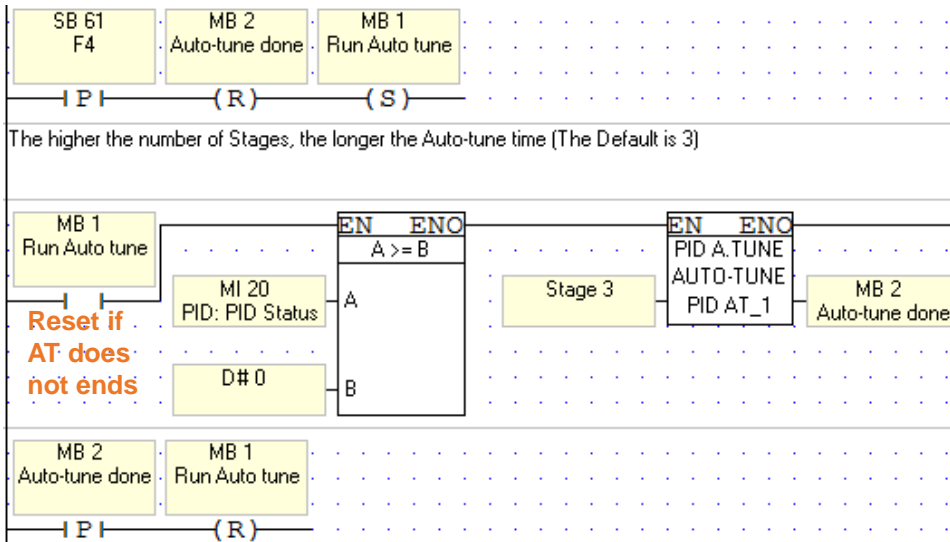 SB 61 MB 2 MB 1
F4 Auto-tune done Run Auto tune
P (R) (S)
The higher the number of Stages, the longer the Auto-tune time (The Default is 3)
MB 1 EN ENO EN ENO
Run Auto tune A >= B PID A.TUNE
MI 20 A Stage 3 AUTO-TUNE MB 2
PID: PID Status PID AT_1 Auto-tune done
Reset if
AT does
not ends
D# 0 B
MB 2 MB 1
Auto-tune done Run Auto tune
P (R)